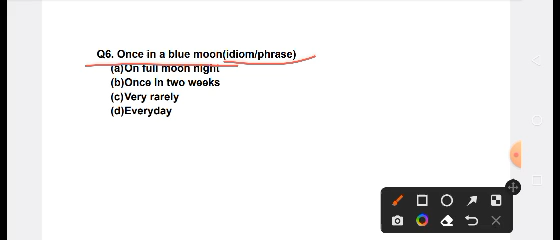 Q6. Once in a blue moon(idiom/phrase)
(a)On full moon night
(b)Once in two weeks
(c)Very rarely
(d)Everyday